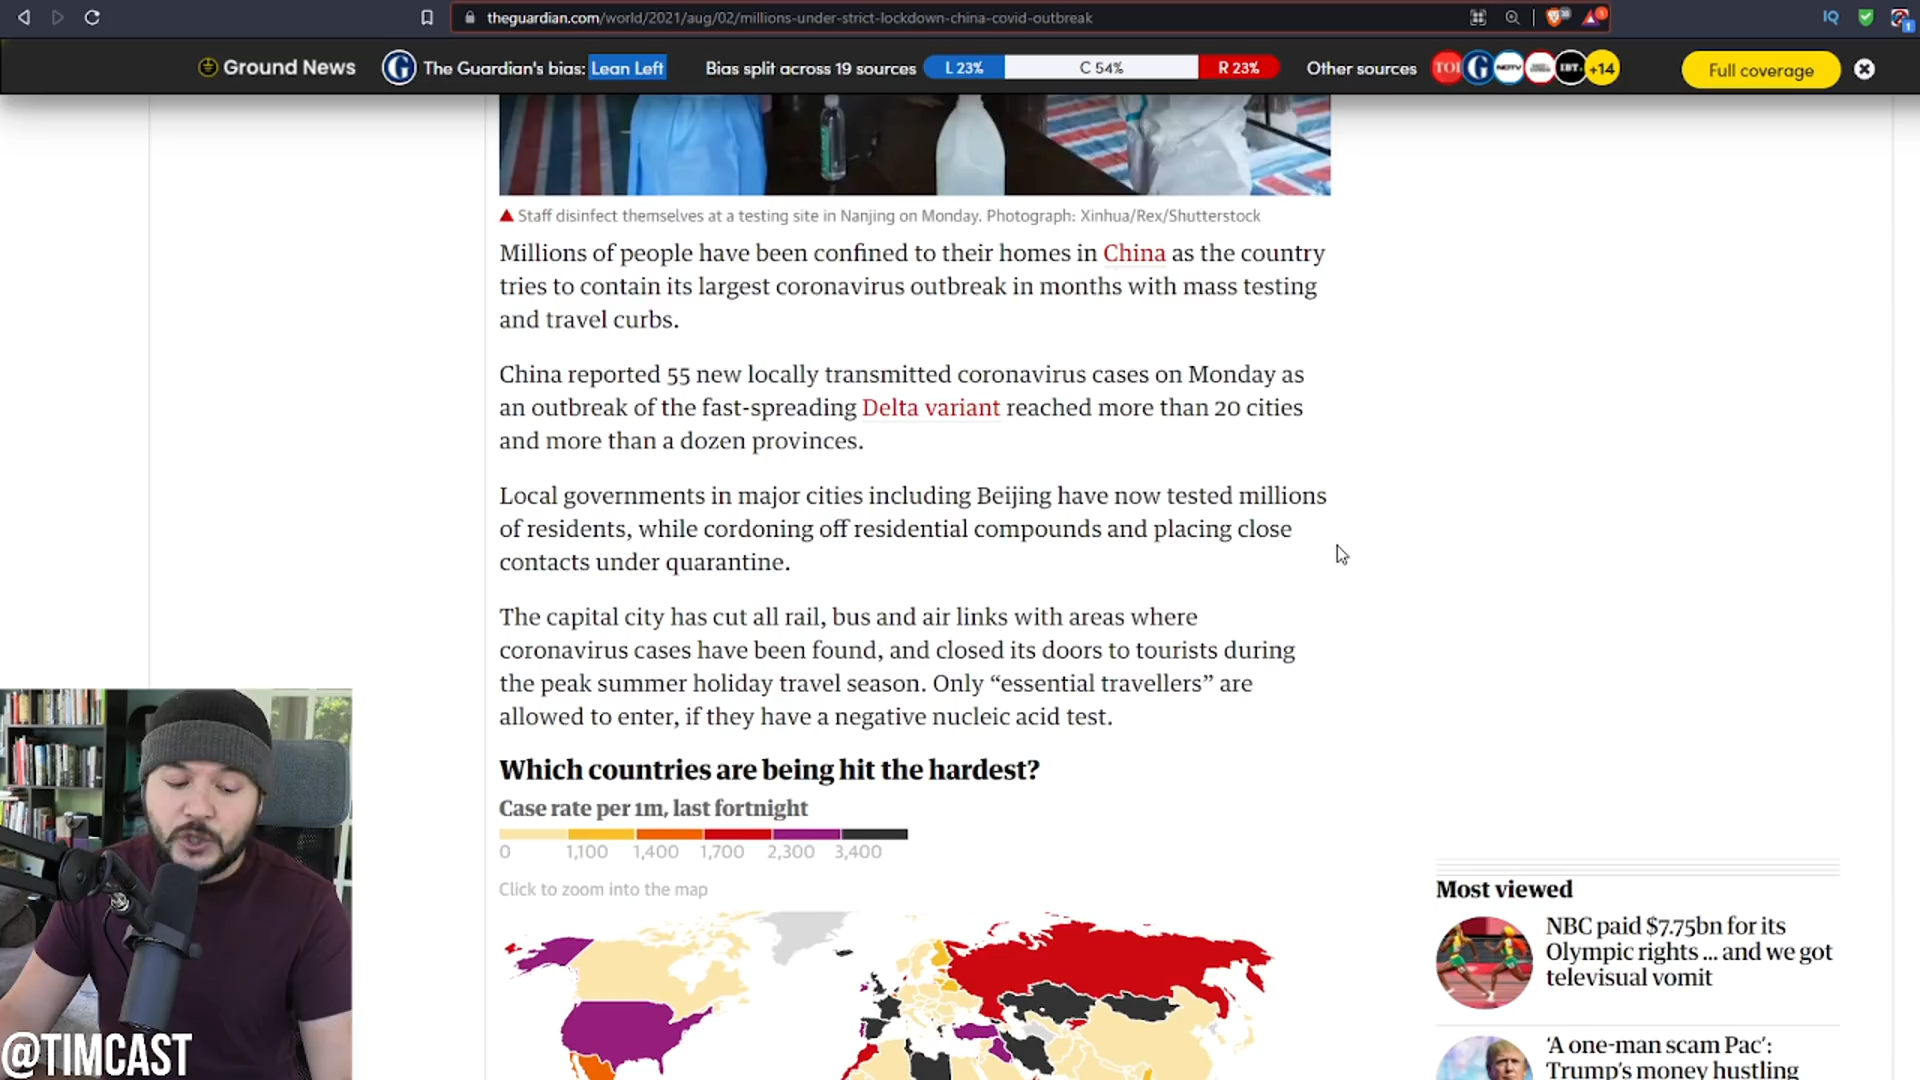 theguardian.com/world/2021/aug/02/millions-under-strict-lockdown-china-covid-outbreak
IQ
Ground News
G
The Guardian's bias: Lean Left
Bias split across 19 sources
L 23%
C 54%
R 23%
Other sources
TOI
G
NDTV
IBT
+14
Full coverage
Staff disinfect themselves at a testing site in Nanjing on Monday. Photograph: Xinhua/Rex/Shutterstock
Millions of people have been confined to their homes in China as the country
tries to contain its largest coronavirus outbreak in months with mass testing
and travel curbs.
China reported 55 new locally transmitted coronavirus cases on Monday as
an outbreak of the fast-spreading Delta variant reached more than 20 cities
and more than a dozen provinces.
Local governments in major cities including Beijing have now tested millions
of residents, while cordoning off residential compounds and placing close
contacts under quarantine.
The capital city has cut all rail, bus and air links with areas where
coronavirus cases have been found, and closed its doors to tourists during
the peak summer holiday travel season. Only “essential travellers” are
allowed to enter, if they have a negative nucleic acid test.
Which countries are being hit the hardest?
Case rate per 1m, last fortnight
0 1,100 1,400 1,700 2,300 3,400
Click to zoom into the map
Most viewed
NBC paid $7.75bn for its
Olympic rights ... and we got
televisual vomit
‘A one-man scam Pac’:
Trump’s money hustling
@TIMCAST